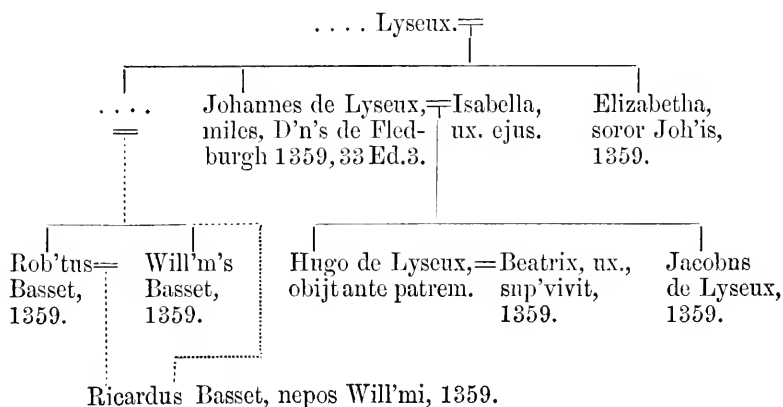 . . . . Lyseux.
. . . .
Johannes de Lyseux,
miles, D'n's de Fled-
burgh 1359, 33 Ed.3.
Isabella,
ux. ejus.
Elizabetha,
soror Joh'is,
1359.
Rob'tus
Basset,
1359.
Will'm's
Basset,
1359.
Hugo de Lyseux,
obijt ante patrem.
Beatrix, ux.,
sup'vivit,
1359.
Jacobus
de Lyseux,
1359.
Ricardus Basset, nepos Will'mi, 1359.